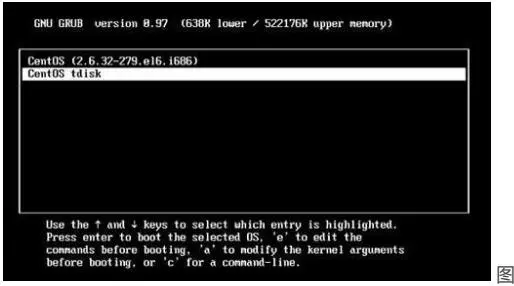 GNU GRUB version 0.97 (638K lower / 522176K upper memory)
CentOS (2.6.32-279.el6.i686)
CentOS tdisk
Use the ↑ and ↓ keys to select which entry is highlighted.
Press enter to boot the selected OS, 'e' to edit the
commands before booting, 'a' to modify the kernel arguments
before booting, or 'c' for a command-line.
图